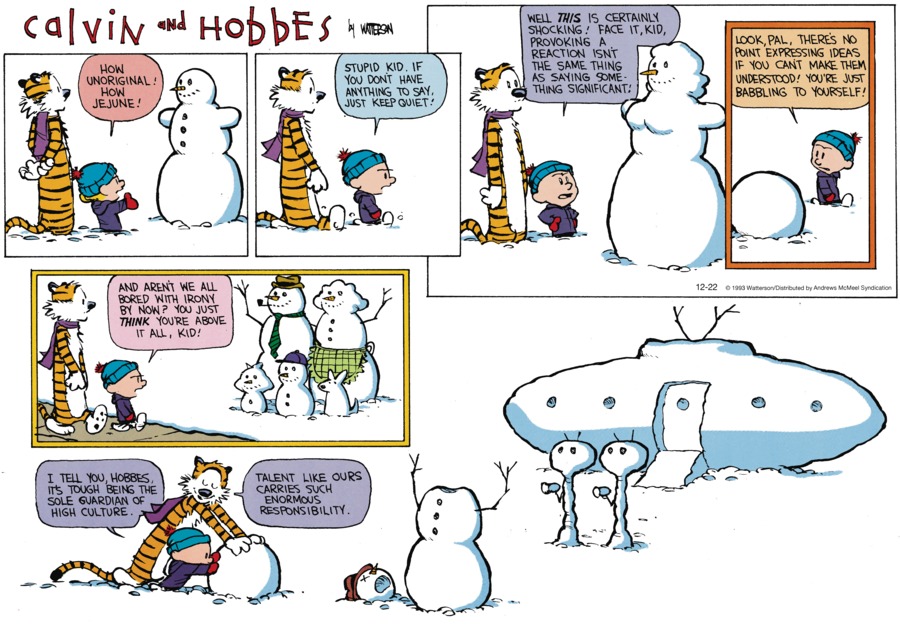 Calvin and HOBBES
by WATTERSON
HOW
UNORIGINAL!
HOW
JEJUNE!
STUPID KID. IF
YOU DON'T HAVE
ANYTHING TO SAY,
JUST KEEP QUIET!
WELL THIS IS CERTAINLY
SHOCKING! FACE IT, KID,
PROVOKING A
REACTION ISN'T
THE SAME THING
AS SAYING SOME-
THING SIGNIFICANT!
LOOK, PAL, THERE'S NO
POINT EXPRESSING IDEAS
IF YOU CAN'T MAKE THEM
UNDERSTOOD! YOU'RE JUST
BABBLING TO YOURSELF!
12-22 © 1993 Watterson/Distributed by Andrews McMeel Syndication
AND AREN'T WE ALL
BORED WITH IRONY
BY NOW? YOU JUST
THINK YOU'RE ABOVE
IT ALL, KID!
I TELL YOU, HOBBES,
IT'S TOUGH BEING THE
SOLE GUARDIAN OF
HIGH CULTURE.
TALENT LIKE OURS
CARRIES SUCH
ENORMOUS
RESPONSIBILITY.